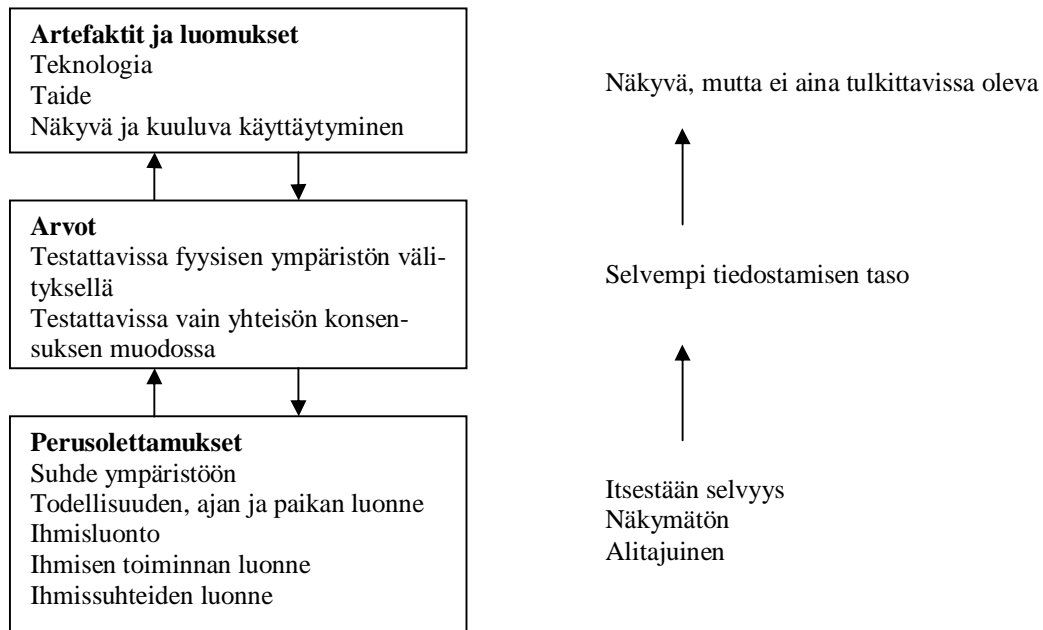 Artefaktit ja luomukset
Teknologia
Taide
Näkyvä ja kuuluva käyttäytyminen
Näkyvä, mutta ei aina tulkittavissa oleva
Arvot
Testattavissa fyysisen ympäristön väli-
tyksellä
Testattavissa vain yhteisön konsen-
suksen muodossa
Selvempi tiedostamisen taso
Perusolettamukset
Suhde ympäristöön
Todellisuuden, ajan ja paikan luonne
Ihmisluonto
Ihmisen toiminnan luonne
Ihmissuhteiden luonne
Itsestään selvyys
Näkymätön
Alitajuinen